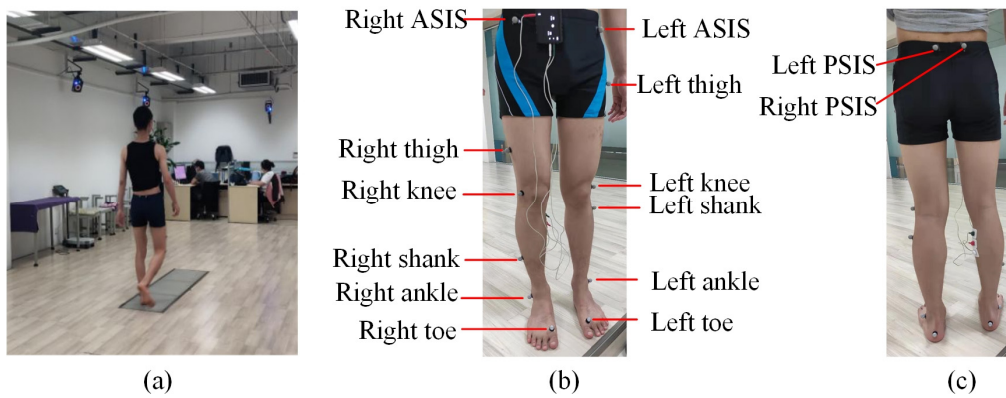 Right ASIS
Left ASIS
Left thigh
Right thigh
Right knee
Left knee
Left shank
Right shank
Right ankle
Left ankle
Right toe
Left toe
Left PSIS
Right PSIS
(a)
(b)
(c)